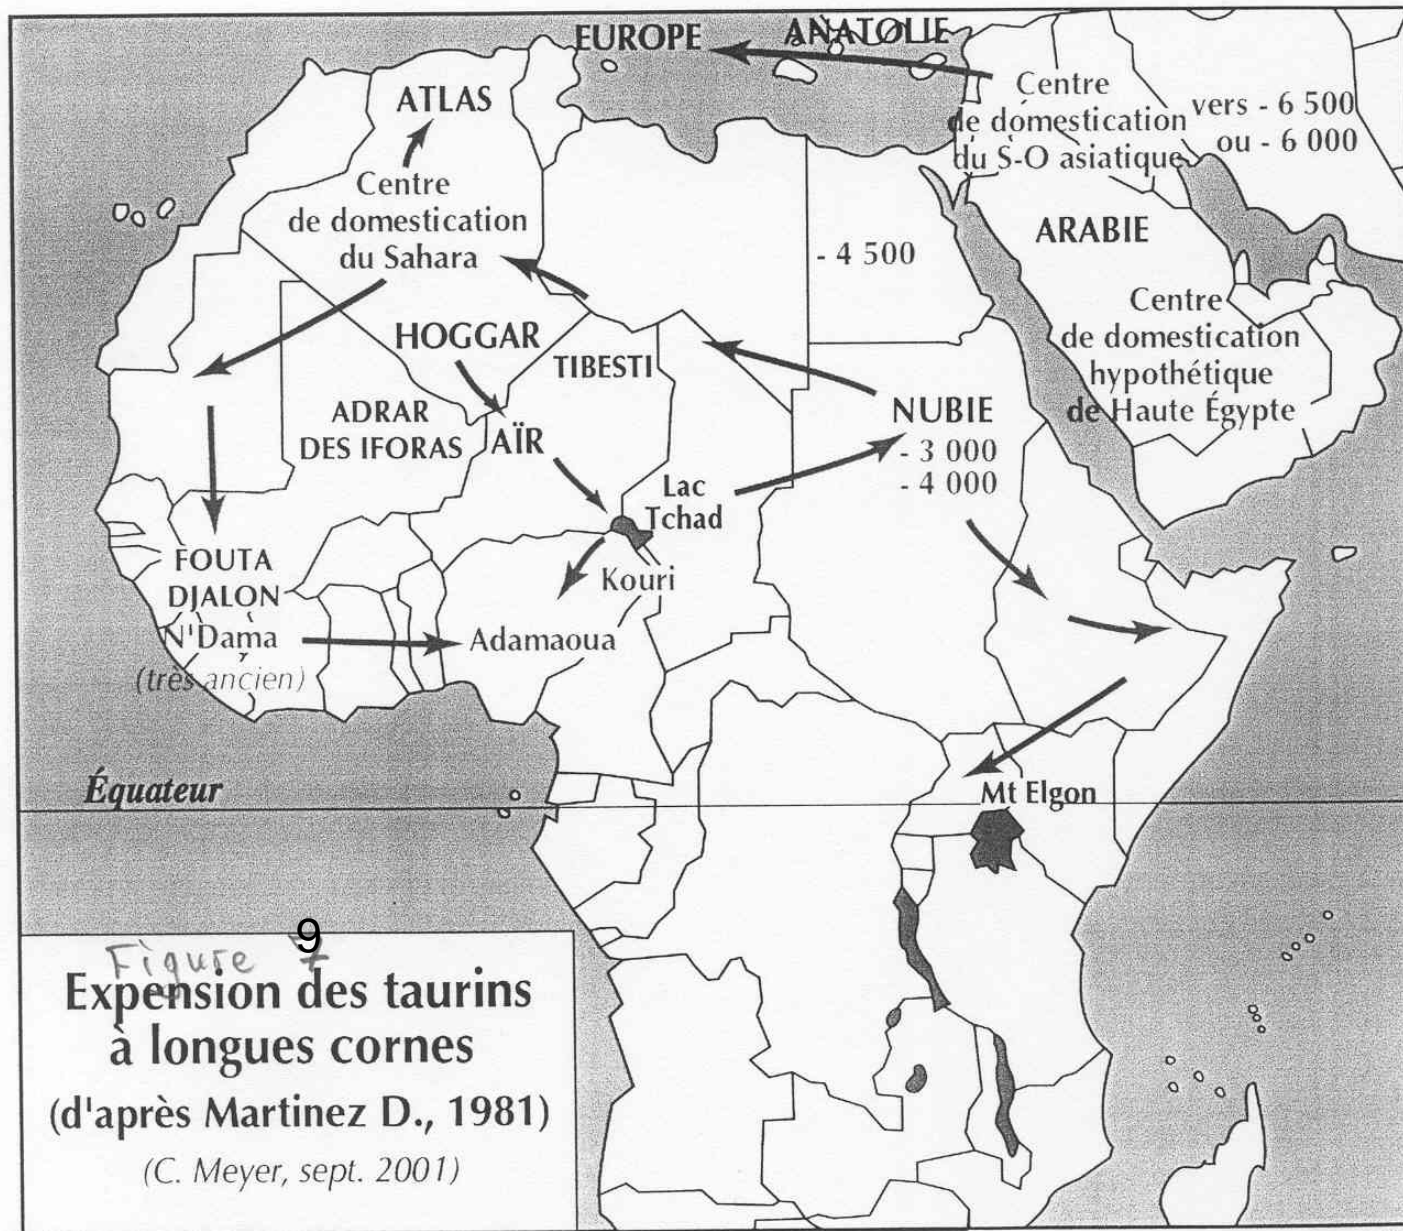 EUROPE
ANATOLIE
Centre
de domestication
du S-O asiatique
vers - 6 500
ou - 6 000
ATLAS
Centre
de domestication
du Sahara
- 4 500
ARABIE
Centre
de domestication
hypothétique
de Haute Égypte
HOGGAR
TIBESTI
ADRAR
DES IFORAS
AÏR
NUBIE
- 3 000
- 4 000
Lac
Tchad
Kouri
FOUTA
DJALON
N'Dama
(très ancien)
Adamaoua
Équateur
Mt Elgon
Figure 9
Expension des taurins
à longues cornes
(d'après Martinez D., 1981)
(C. Meyer, sept. 2001)